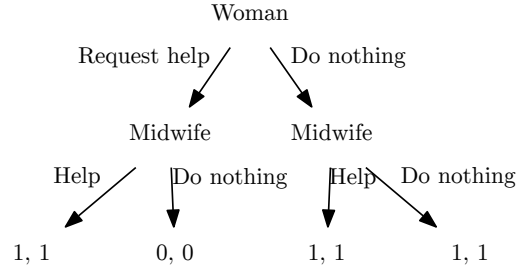 Woman
Request help
Do nothing
Midwife
Midwife
Help
Do nothing
Help
Do nothing
1, 1
0, 0
1, 1
1, 1